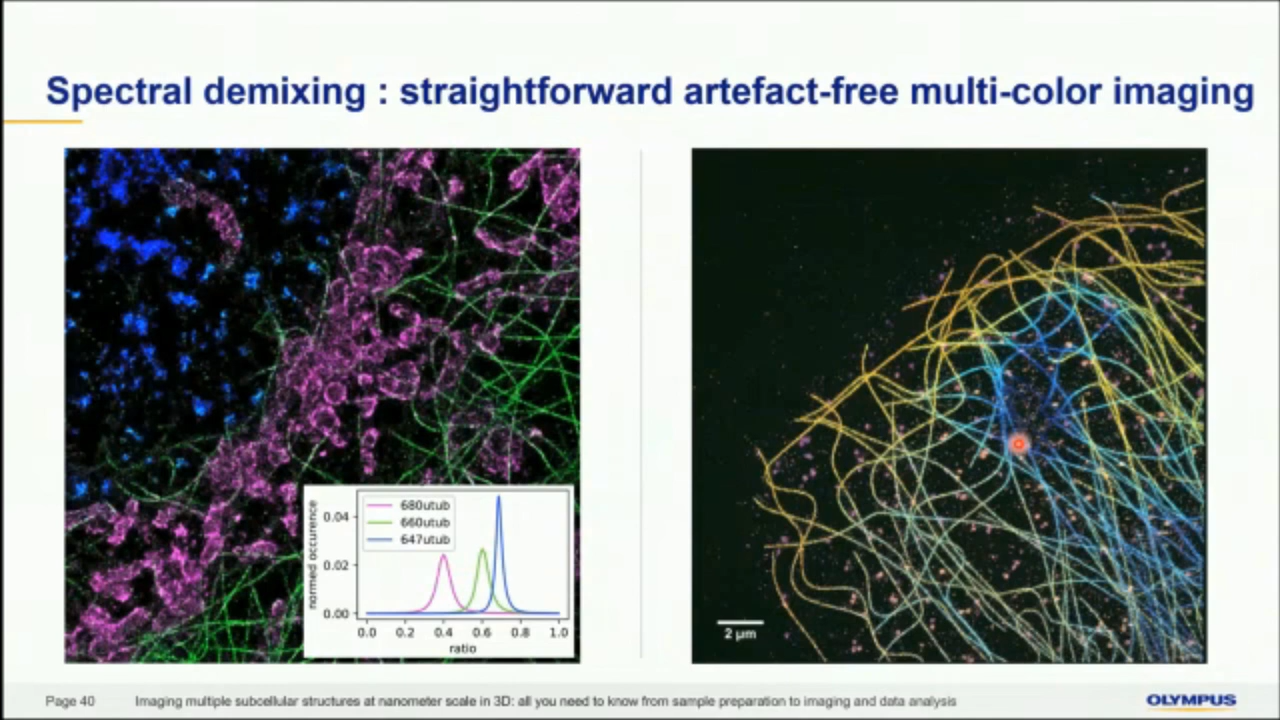 Spectral demixing : straightforward artefact-free multi-color imaging
680utub
660utub
647utub
normed occurence
0.04
0.02
0.00
0.0 0.2 0.4 0.6 0.8 1.0
ratio
2 µm
Page 40 Imaging multiple subcellular structures at nanometer scale in 3D: all you need to know from sample preparation to imaging and data analysis OLYMPUS